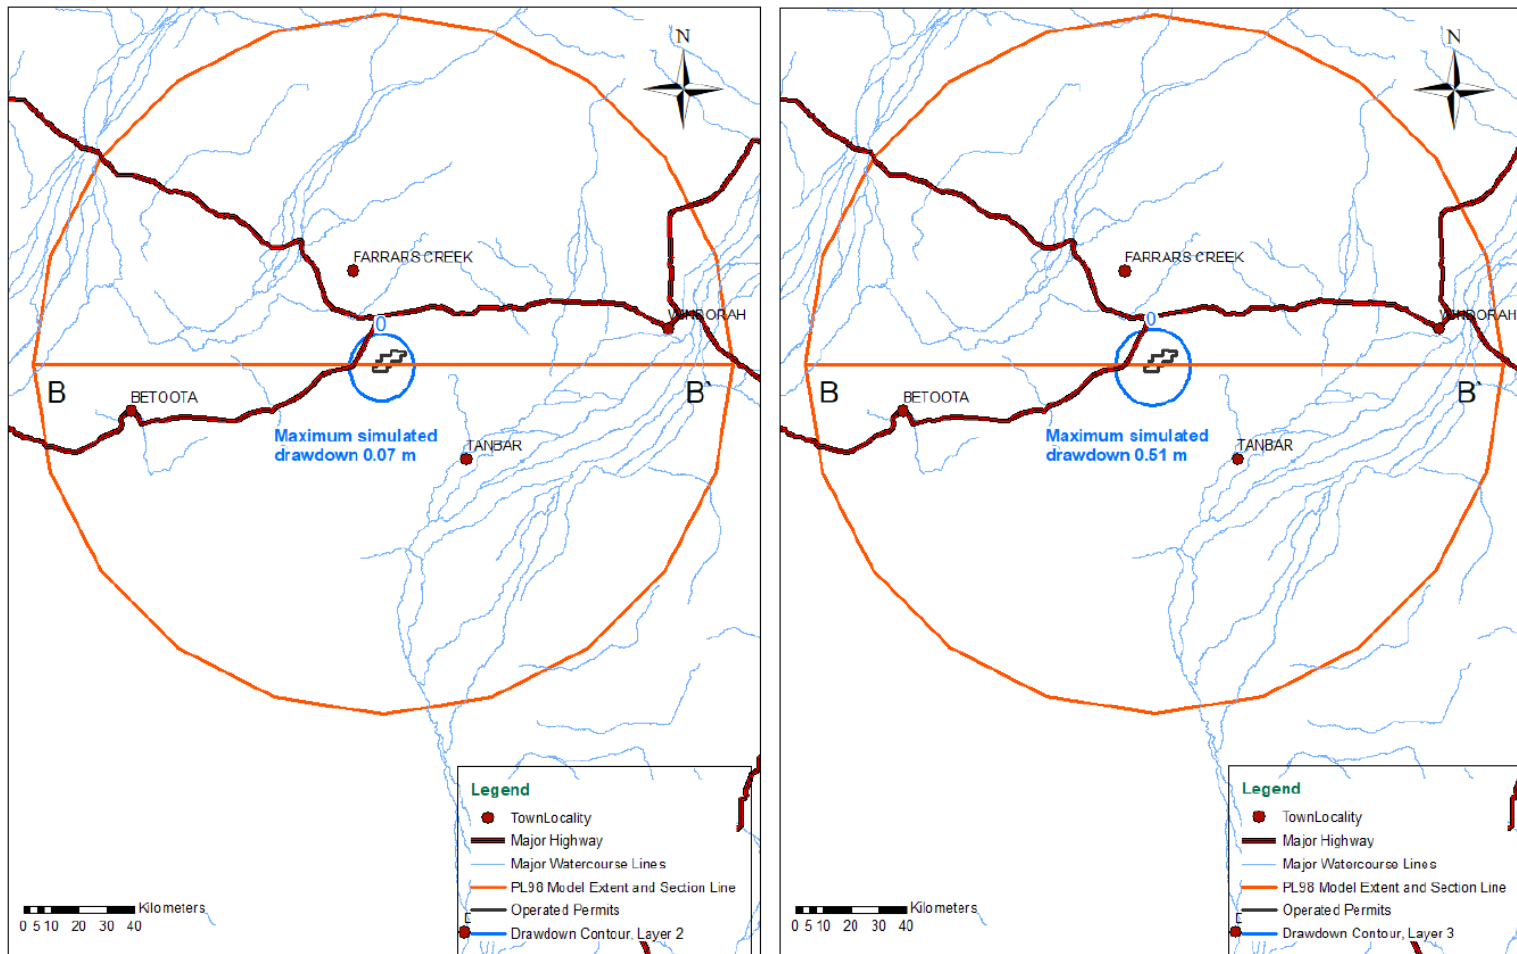 N
FARRARS CREEK
0
WINDORAH
B
B`
BETOOTA
Maximum simulated
drawdown 0.07 m
TANBAR
Legend
TownLocality
Major Highway
Major Watercourse Lines
PL98 Model Extent and Section Line
Operated Permits
Drawdown Contour, Layer 2
Kilometers
0 5 10 20 30 40
N
FARRARS CREEK
0
WINDORAH
B
B`
BETOOTA
Maximum simulated
drawdown 0.51 m
TANBAR
Legend
TownLocality
Major Highway
Major Watercourse Lines
PL98 Model Extent and Section Line
Operated Permits
Drawdown Contour, Layer 3
Kilometers
0 5 10 20 30 40